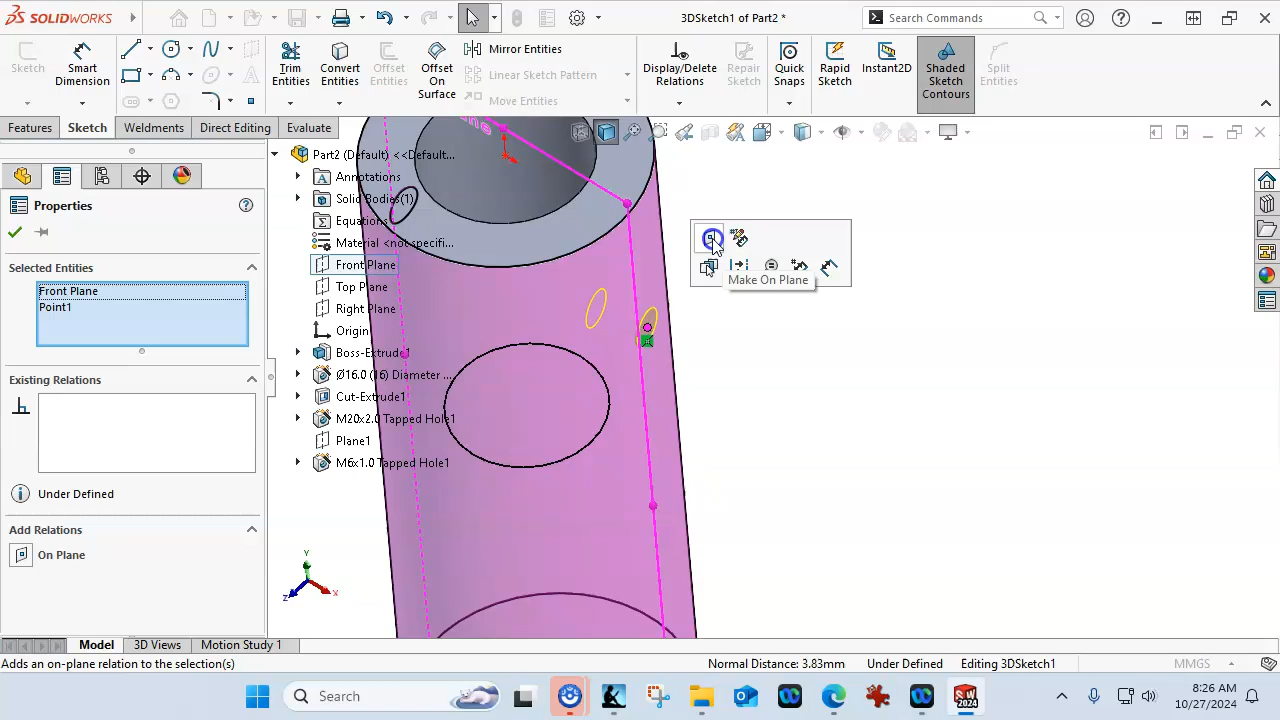 SOLIDWORKS
3DSketch1 of Part2 *
Search Commands
Sketch
Smart Dimension
Trim Entities
Convert Entities
Offset Entities
Offset On Surface
Mirror Entities
Linear Sketch Pattern
Move Entities
Display/Delete Relations
Repair Sketch
Quick Snaps
Rapid Sketch
Instant2D
Shaded Sketch Contours
Split Entities
Features
Sketch
Weldments
Direct Editing
Evaluate
Properties
Selected Entities
Front Plane
Point1
Existing Relations
Under Defined
Add Relations
On Plane
Part2 (Default) <<Default...
Annotations
Solid Bodies(1)
Equations
Material <not specifi...
Front Plane
Top Plane
Right Plane
Origin
Boss-Extrude1
Ø16.0 (16) Diameter ...
Cut-Extrude1
M20x2.0 Tapped Hole1
Plane1
M6x1.0 Tapped Hole1
Make On Plane
Y
X
Z
Model
3D Views
Motion Study 1
Adds an on-plane relation to the selection(s)
Normal Distance: 3.83mm
Under Defined
Editing 3DSketch1
MMGS
Search
SW
2024
8:26 AM
10/27/2024